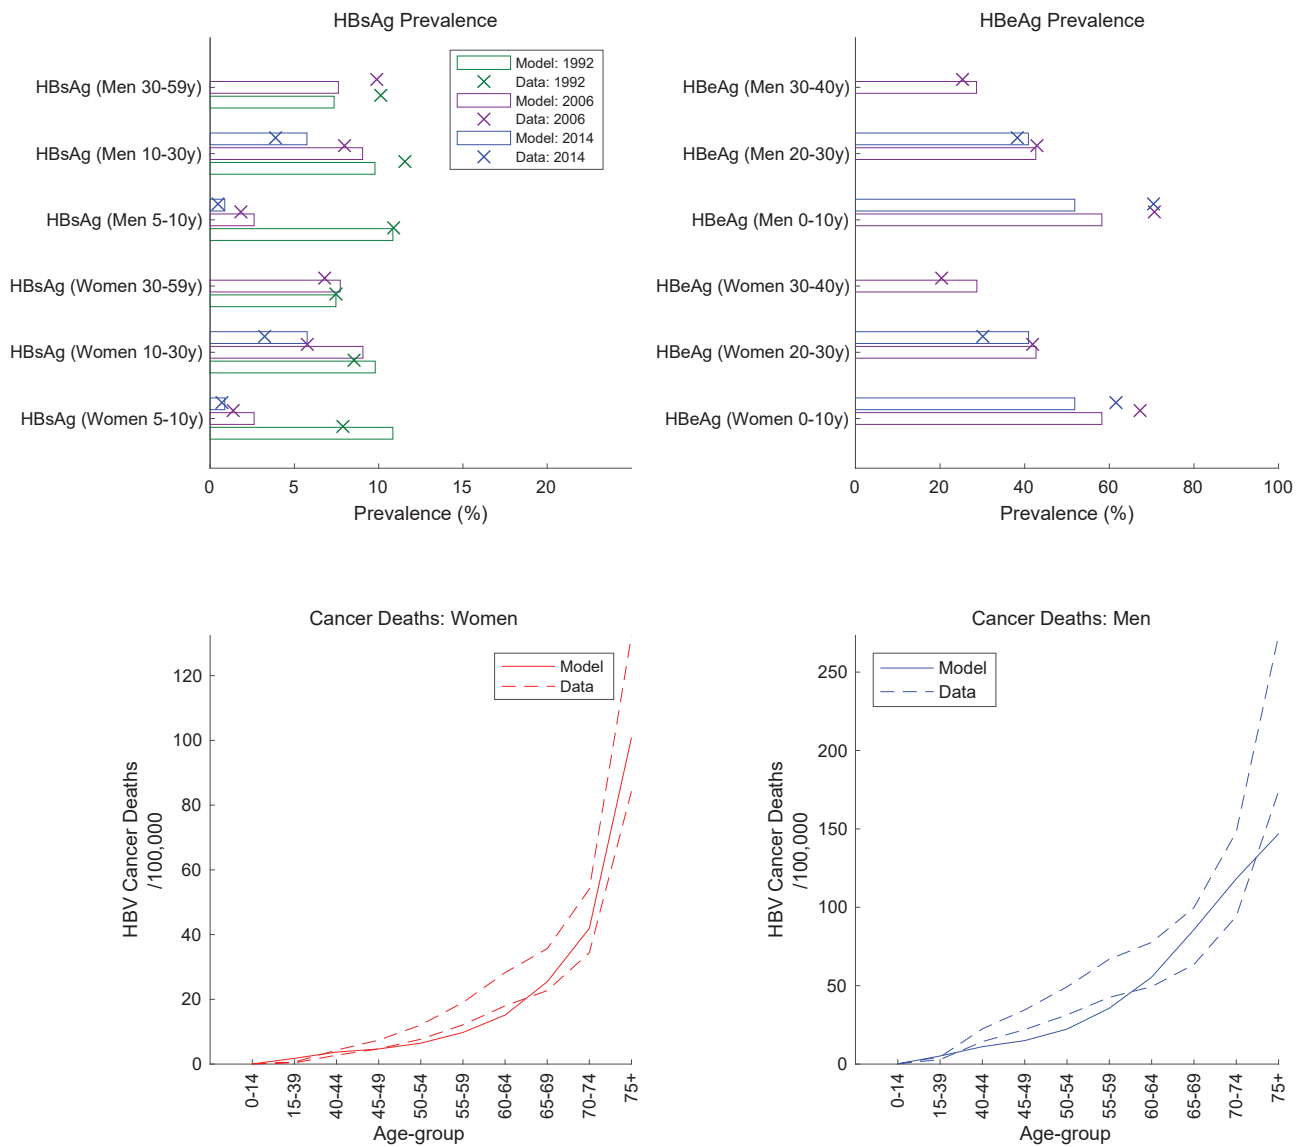 HBsAg Prevalence
HBsAg (Men 30-59y)
HBsAg (Men 10-30y)
HBsAg (Men 5-10y)
HBsAg (Women 30-59y)
HBsAg (Women 10-30y)
HBsAg (Women 5-10y)
Model: 1992
Data: 1992
Model: 2006
Data: 2006
Model: 2014
Data: 2014
0 5 10 15 20
Prevalence (%)
HBeAg Prevalence
HBeAg (Men 30-40y)
HBeAg (Men 20-30y)
HBeAg (Men 0-10y)
HBeAg (Women 30-40y)
HBeAg (Women 20-30y)
HBeAg (Women 0-10y)
0 20 40 60 80 100
Prevalence (%)
Cancer Deaths: Women
Model
Data
HBV Cancer Deaths
/100,000
120
100
80
60
40
20
0
0-14
15-39
40-44
45-49
50-54
55-59
60-64
65-69
70-74
75+
Age-group
Cancer Deaths: Men
Model
Data
HBV Cancer Deaths
/100,000
250
200
150
100
50
0
0-14
15-39
40-44
45-49
50-54
55-59
60-64
65-69
70-74
75+
Age-group